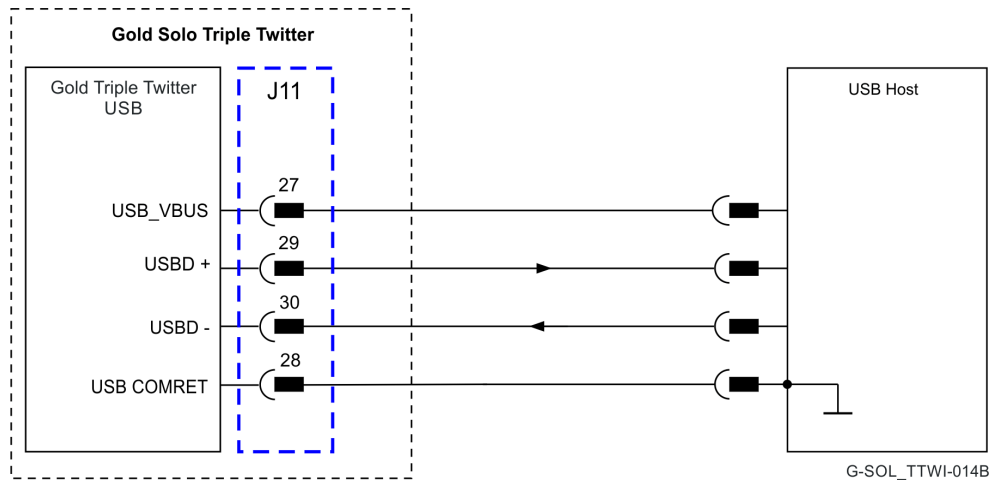 Gold Solo Triple Twitter
Gold Triple Twitter
USB
J11
USB Host
27
USB_VBUS
29
USBD +
30
USBD -
28
USB COMRET
G-SOL_TTWI-014B